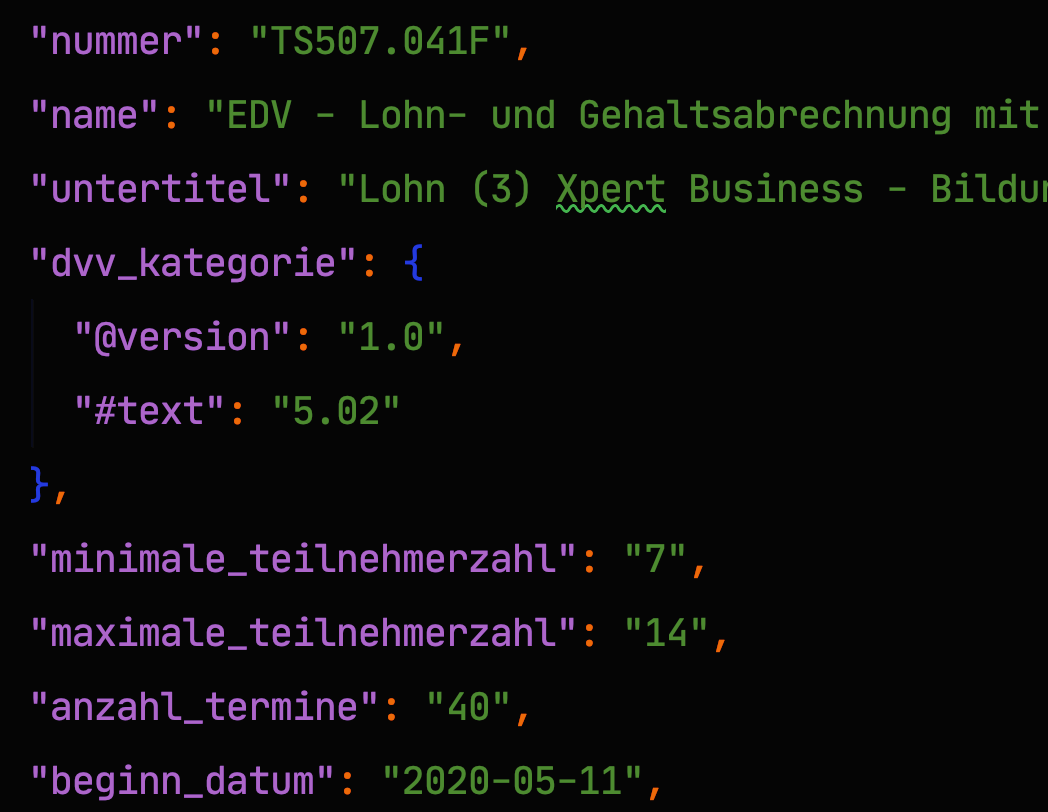 "nummer": "TS507.041F",
"name": "EDV - Lohn- und Gehaltsabrechnung mit
"untertitel": "Lohn (3) Xpert Business - Bildun
"dvv_kategorie": {
"@version": "1.0",
"#text": "5.02"
},
"minimale_teilnehmerzahl": "7",
"maximale_teilnehmerzahl": "14",
"anzahl_termine": "40",
"beginn_datum": "2020-05-11",